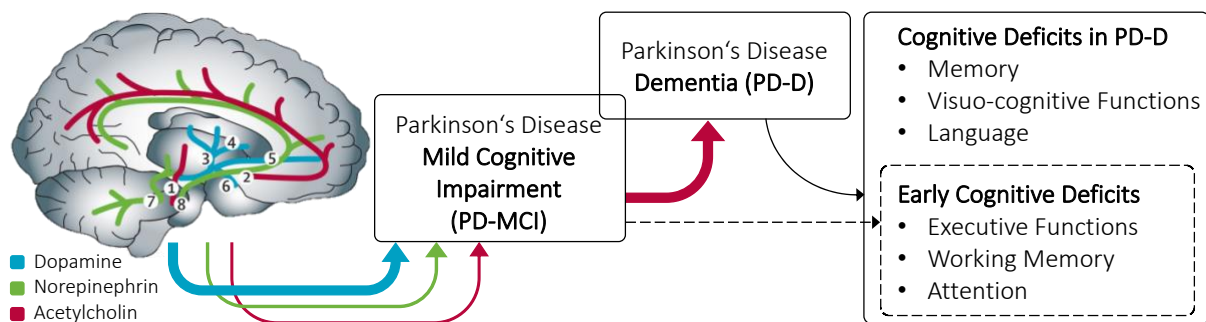 4
3
5
2
6
1
7
8
Dopamine
Norepinephrin
Acetylcholin
Parkinson‘s Disease
Mild Cognitive
Impairment
(PD-MCI)
Parkinson‘s Disease
Dementia (PD-D)
Cognitive Deficits in PD-D
• Memory
• Visuo-cognitive Functions
• Language
Early Cognitive Deficits
• Executive Functions
• Working Memory
• Attention